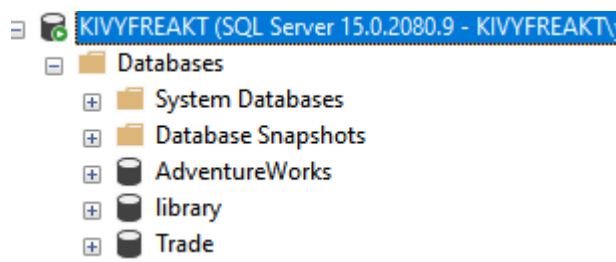 KIVYFREAKT (SQL Server 15.0.2080.9 - KIVYFREAKT\
Databases
System Databases
Database Snapshots
AdventureWorks
library
Trade